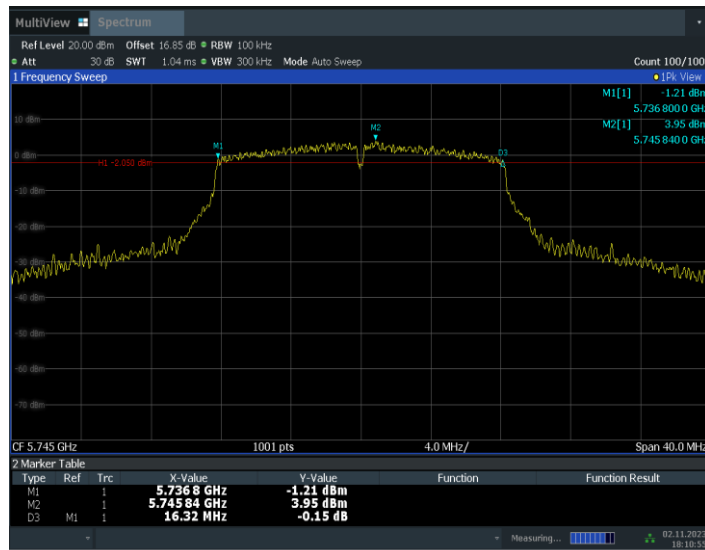 MultiView Spectrum
Ref Level 20.00 dBm Offset 16.85 dB RBW 100 kHz
Att 30 dB SWT 1.04 ms VBW 300 kHz Mode Auto Sweep Count 100/100
1 Frequency Sweep 1Pk View
M1[1] -1.21 dBm
5.736 800 0 GHz
M2[1] 3.95 dBm
5.745 840 0 GHz
10 dBm
M2
M1
0 dBm
D3
H1 -2.050 dBm
-10 dBm
-20 dBm
-30 dBm
-40 dBm
-50 dBm
-60 dBm
-70 dBm
CF 5.745 GHz 1001 pts 4.0 MHz/ Span 40.0 MHz
2 Marker Table
Type Ref Trc X-Value Y-Value Function Function Result
M1 1 5.736 8 GHz -1.21 dBm
M2 1 5.745 84 GHz 3.95 dBm
D3 M1 1 16.32 MHz -0.15 dB
Measuring... 02.11.2023
18:10:55